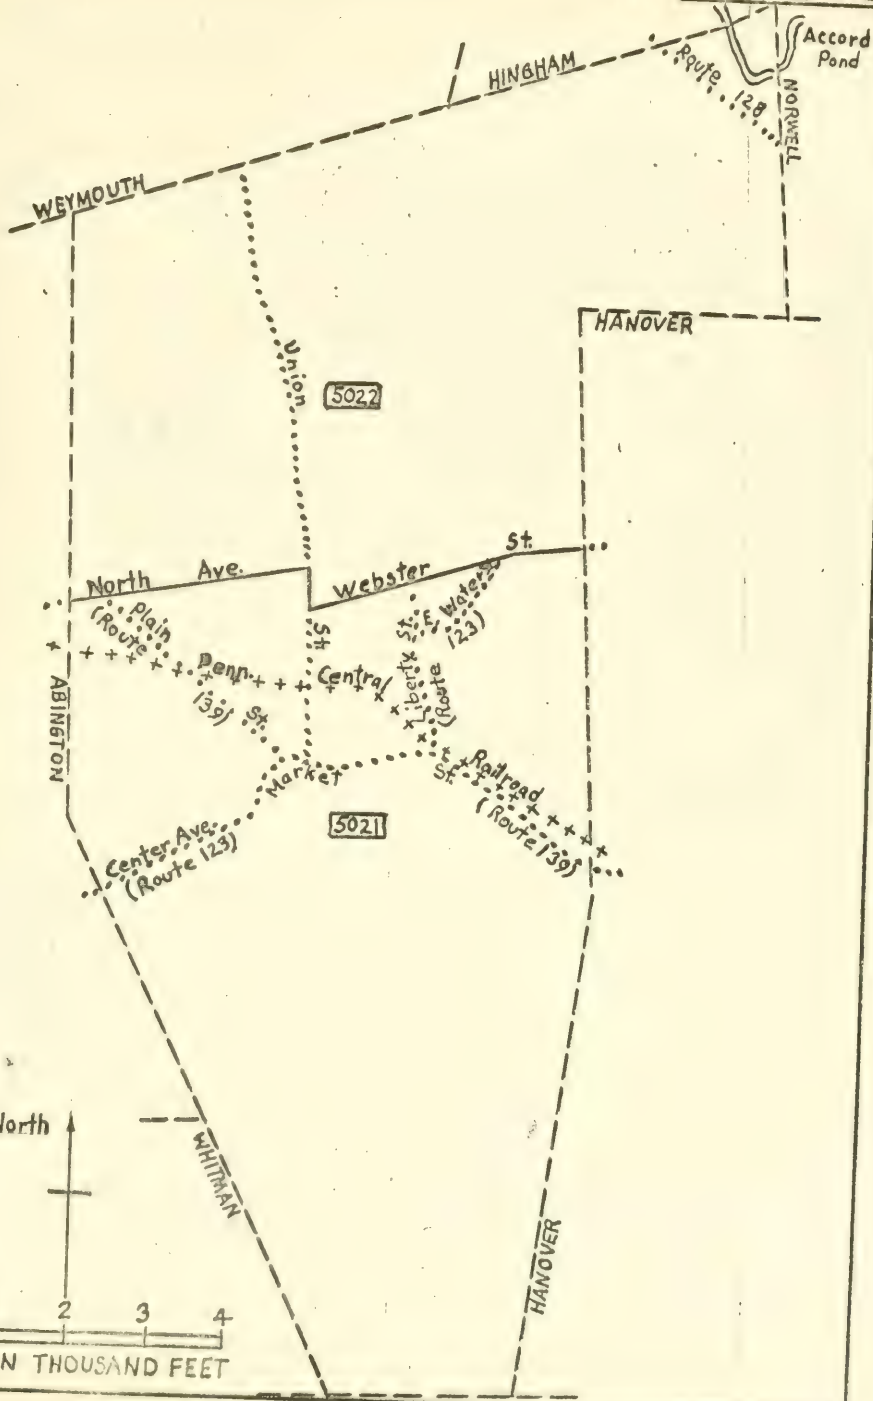 Accord
Pond
HINGHAM
Route 128
NORWELL
WEYMOUTH
HANOVER
Union
5022
St.
North Ave.
Webster
E. Water St.
Plain
(Route
123)
St.
Liberty St.
Penn. Central
(Route
139)
St.
ABINGTON
Market
St.
Railroad
(Route 139)
5021
Center Ave.
(Route 123)
North
WHITMAN
HANOVER
2 3 4
N THOUSAND FEET